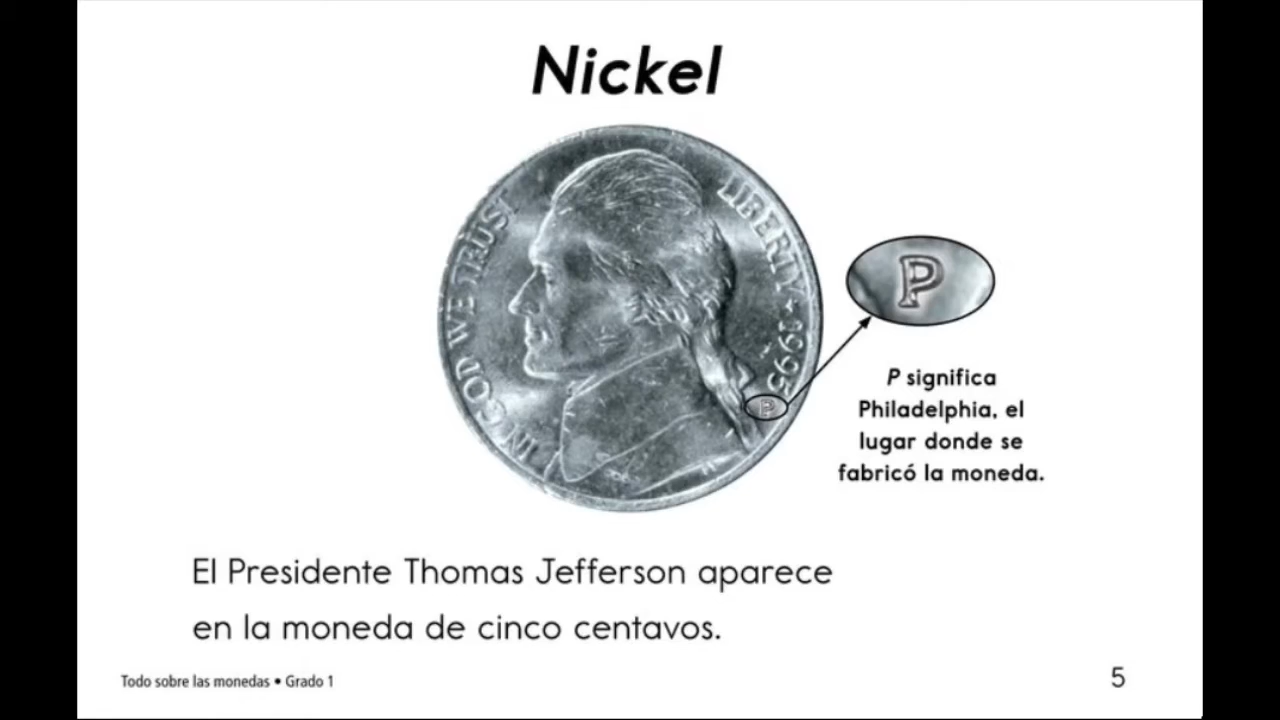 Nickel
IN GOD WE TRUST
LIBERTY ★ 1995
P
P
P significa
Philadelphia, el
lugar donde se
fabricó la moneda.
El Presidente Thomas Jefferson aparece
en la moneda de cinco centavos.
Todo sobre las monedas • Grado 1
5